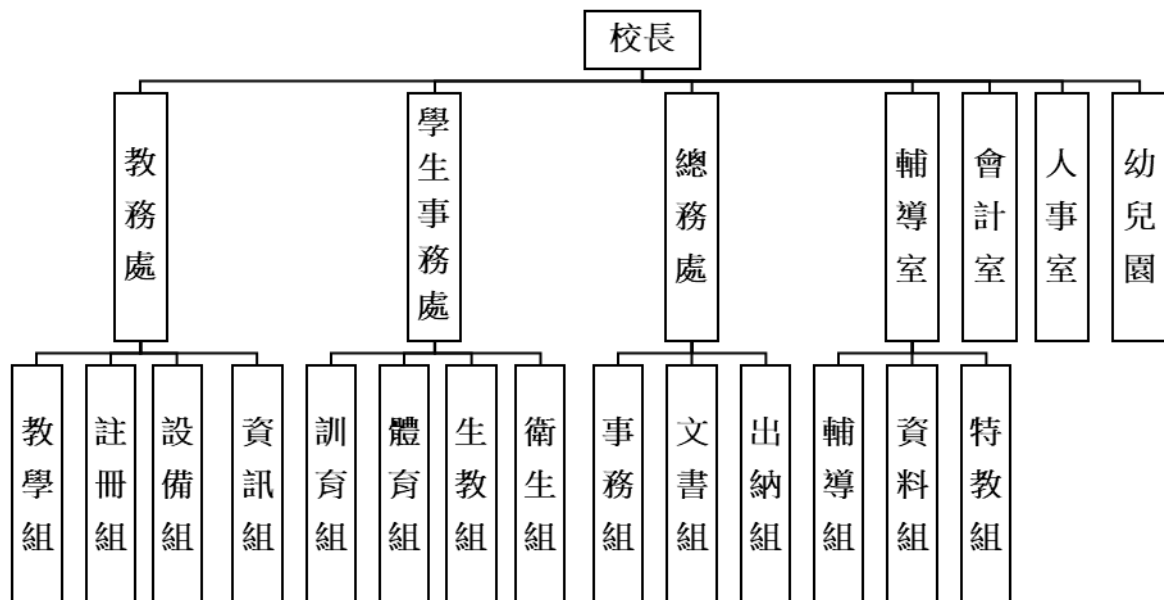 校長
教務處
學生事務處
總務處
輔導室
會計室
人事室
幼兒園
教學組
註冊組
設備組
資訊組
訓育組
體育組
生教組
衛生組
事務組
文書組
出納組
輔導組
資料組
特教組